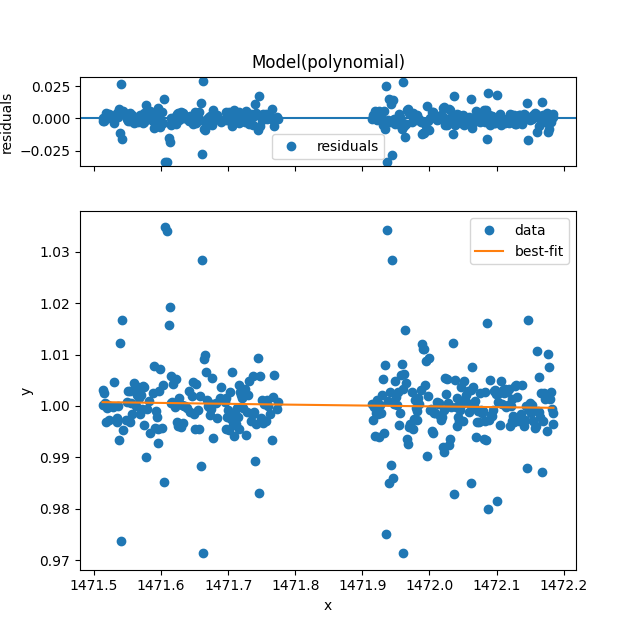 Model(polynomial)
0.025
0.000
−0.025
residuals
residuals
1.03
1.02
1.01
1.00
0.99
0.98
0.97
y
data
best-fit
1471.5 1471.6 1471.7 1471.8 1471.9 1472.0 1472.1 1472.2
x